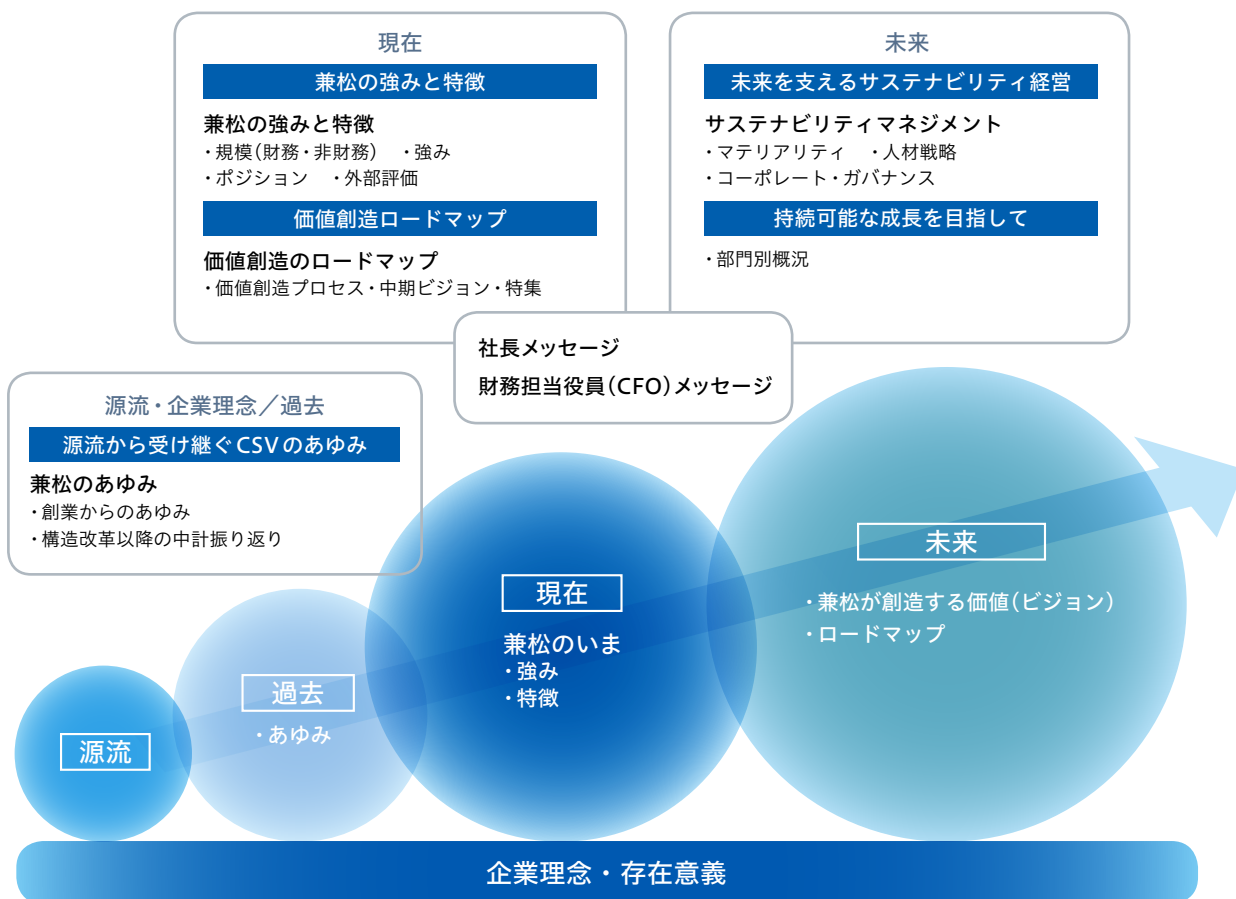 現在
兼松の強みと特徴
兼松の強みと特徴
・規模(財務・非財務) ・強み
・ポジション ・外部評価
価値創造ロードマップ
価値創造のロードマップ
・価値創造プロセス・中期ビジョン・特集
未来
未来を支えるサステナビリティ経営
サステナビリティマネジメント
・マテリアリティ ・人材戦略
・コーポレート・ガバナンス
持続可能な成長を目指して
・部門別概況
社長メッセージ
財務担当役員(CFO)メッセージ
源流・企業理念/過去
源流から受け継ぐCSVのあゆみ
兼松のあゆみ
・創業からのあゆみ
・構造改革以降の中計振り返り
源流
過去
・あゆみ
現在
兼松のいま
・強み
・特徴
未来
・兼松が創造する価値(ビジョン)
・ロードマップ
企業理念・存在意義